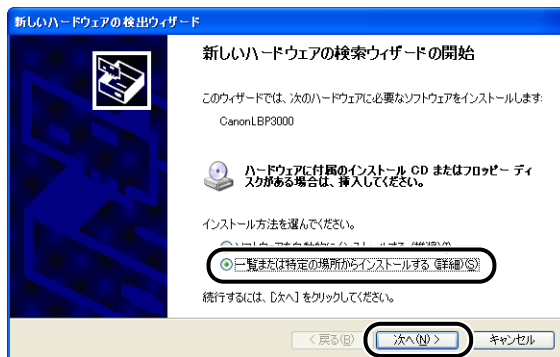 新しいハードウェアの検出ウィザード
新しいハードウェアの検索ウィザードの開始
このウィザードでは、次のハードウェアに必要なソフトウェアをインストールします:
CanonLBP3000
ハードウェアに付属のインストール CD またはフロッピー ディ
スクがある場合は、挿入してください。
インストール方法を選んでください。
一覧または特定の場所からインストールする (詳細)(S)
続行するには、[次へ] をクリックしてください。
< 戻る(B) 次へ(N) > キャンセル